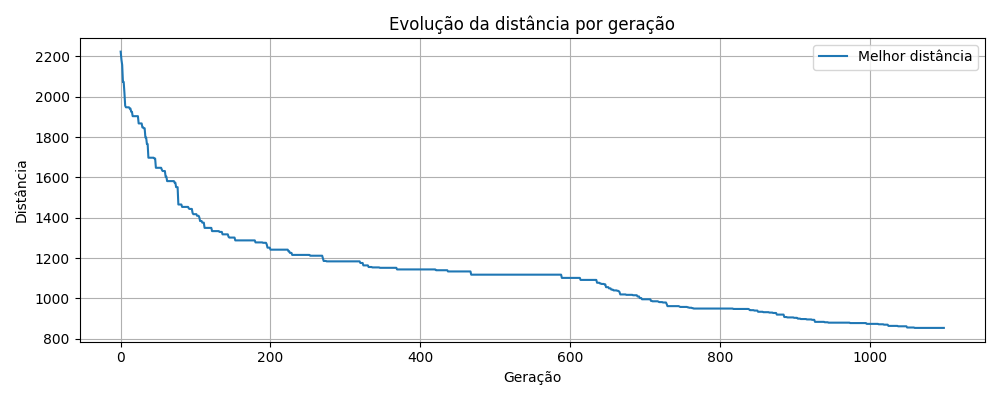 Evolução da distância por geração
Melhor distância
Distância
2200
2000
1800
1600
1400
1200
1000
800
0 200 400 600 800 1000
Geração